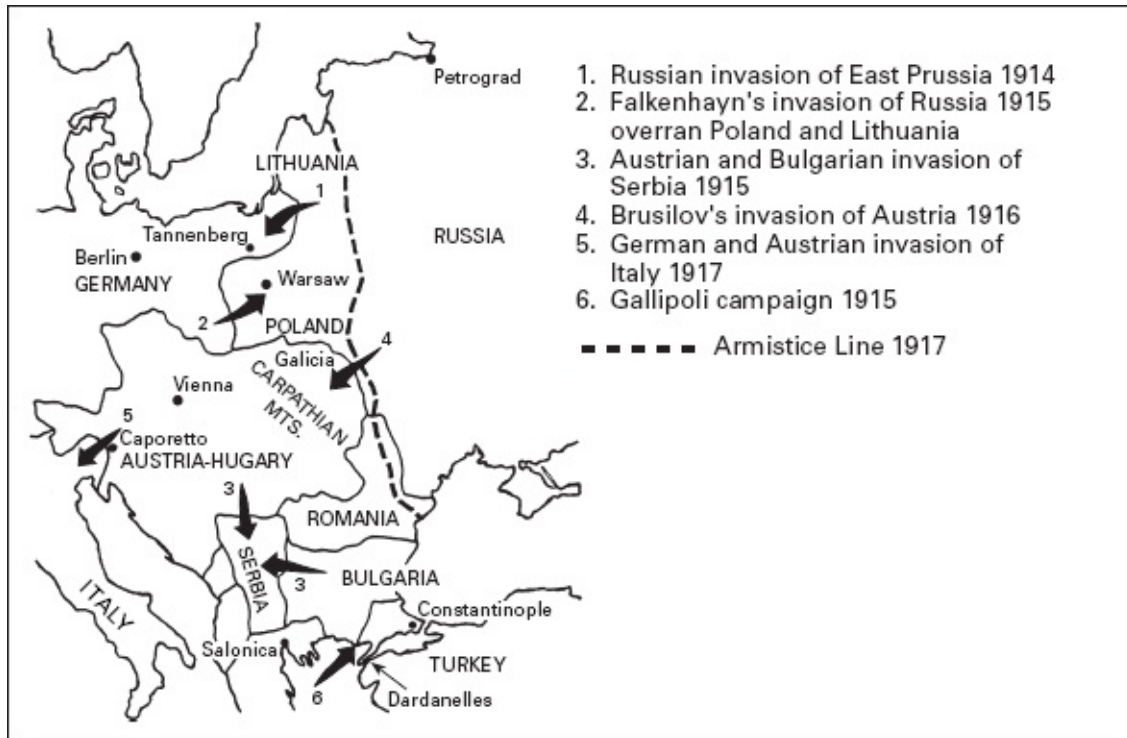 Petrograd
LITHUANIA
1
Tannenberg
RUSSIA
Berlin
GERMANY
Warsaw
2
POLAND
4
Galicia
CARPATHIAN
MTS.
Vienna
5
Caporetto
AUSTRIA-HUGARY
3
ROMANIA
SERBIA
3
BULGARIA
ITALY
Constantinople
Salonica
TURKEY
6
Dardanelles
1. Russian invasion of East Prussia 1914
2. Falkenhayn's invasion of Russia 1915
overran Poland and Lithuania
3. Austrian and Bulgarian invasion of
Serbia 1915
4. Brusilov's invasion of Austria 1916
5. German and Austrian invasion of
Italy 1917
6. Gallipoli campaign 1915
Armistice Line 1917